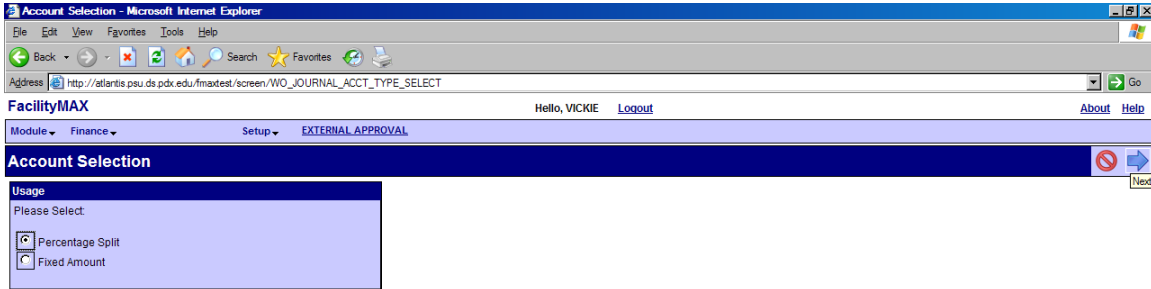 Account Selection - Microsoft Internet Explorer
File Edit View Favorites Tools Help
Back Search Favorites
Address http://atlantis.psu.ds.pdx.edu/fmaxtest/screen/WO_JOURNAL_ACCT_TYPE_SELECT Go
FacilityMAX Hello, VICKIE Logout About Help
Module Finance Setup EXTERNAL APPROVAL
Account Selection
Next
Usage
Please Select:
Percentage Split
Fixed Amount